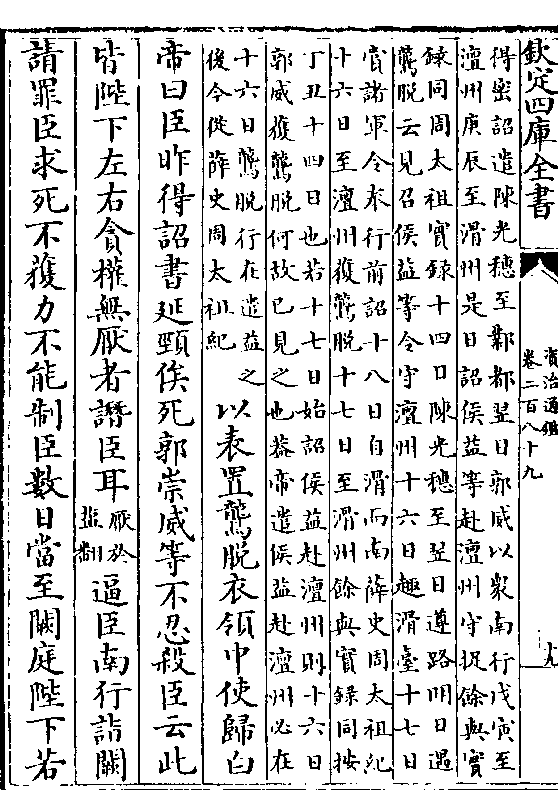 欽定四庫全書
資治通鑑
卷二百八十九
得密詔遣陳光穗至鄴都翌日郭威以衆南行戊寅至
澶州庚辰至滑州是日詔侯益等赴澶州守捉餘與實
録同周太祖實録十四日陳光穗至翌日遵路明日遇
鸗脱云見召侯益等令守澶州十六日趣滑臺十七日
賞諸軍令奉行前詔十八日自滑而南薛史周太祖紀
十六日至澶州獲鸗脱十七日至滑州餘與實録同按
丁丑十四日也若十七日始詔侯益赴澶州則十六日
郭威獲鸗脱何故已見之也蓋帝遣侯益赴澶州必在
十六日鸗脱行在遣益之
後今從薛史周太祖紀
以表置鸗脱衣領中使歸白
帝曰臣昨得詔書延頸俟死郭崇威等不忍殺臣云此
皆陛下左右貪權無厭者譖臣耳厭於鹽翻逼臣南行詣闕
請罪臣求死不獲力不能制臣數日當至闕庭陛下若